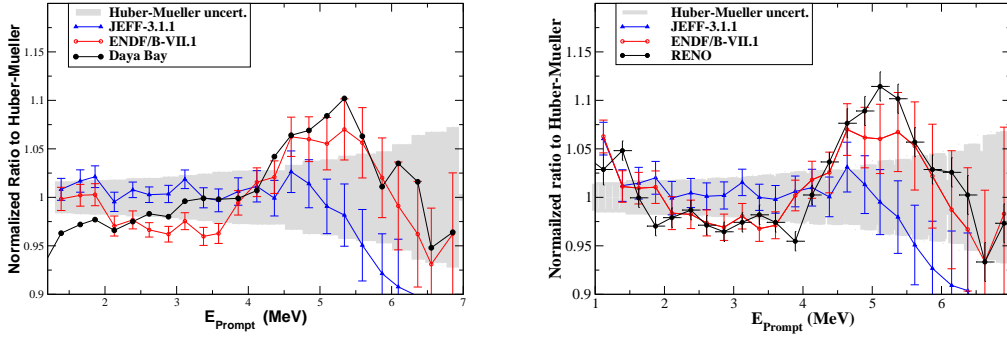 Huber-Mueller uncert.
JEFF-3.1.1
ENDF/B-VII.1
Daya Bay
Normalized Ratio to Huber-Mueller
1.15
1.1
1.05
1
0.95
0.9
2 3 4 5 6 7
E_Prompt (MeV)
Huber-Mueller uncert.
JEFF-3.1.1
ENDF/B-VII.1
RENO
Normalized ratio to Huber-Mueller
1.15
1.1
1.05
1
0.95
0.9
1 2 3 4 5 6
E_Prompt (MeV)